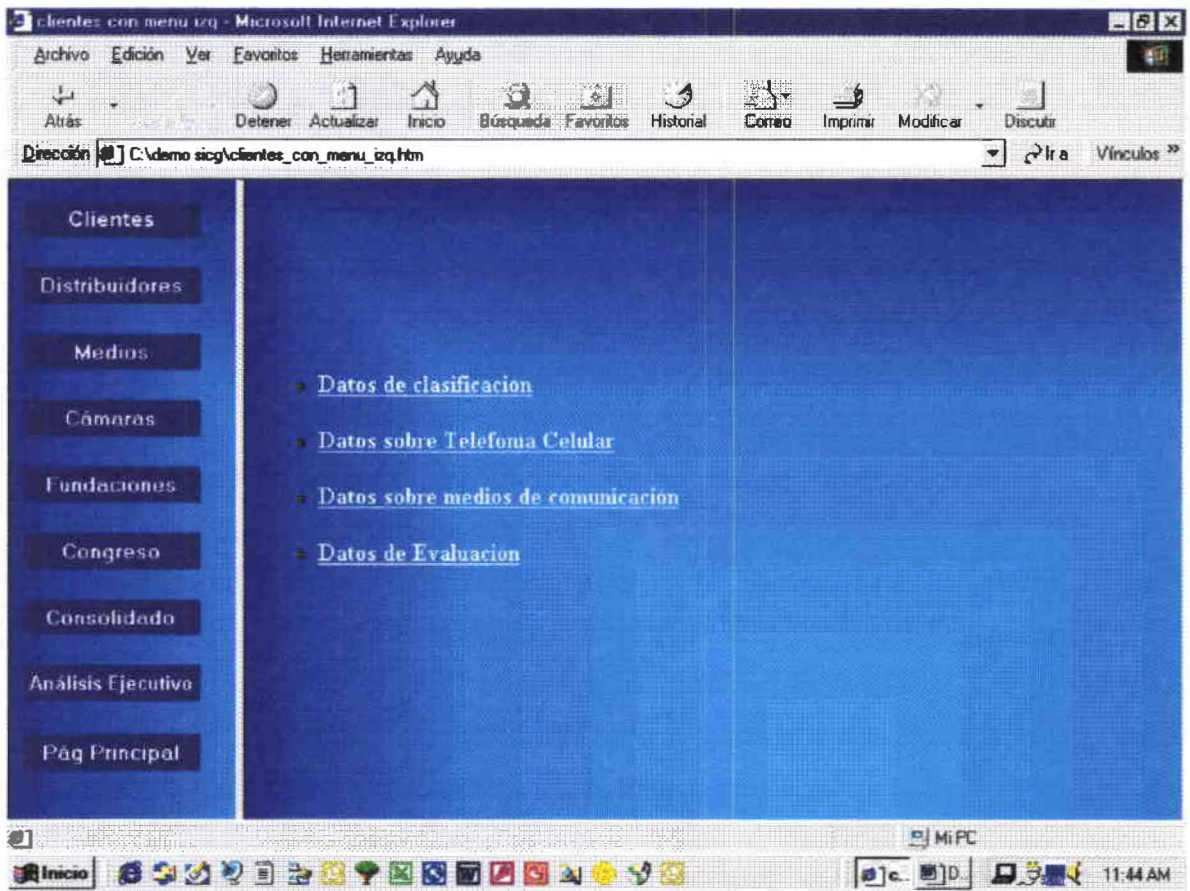 clientes con menu izq - Microsoft Internet Explorer
Archivo Edición Ver Favoritos Herramientas Ayuda
Atrás Detener Actualizar Inicio Búsqueda Favoritos Historial Correo Imprimir Modificar Discutir
Dirección C:\demo sicg\clientes_con_menu_izq.htm Ir a Vínculos »
Clientes
Distribuidores
Medios
Cámaras
Fundaciones
Congreso
Consolidado
Análisis Ejecutivo
Pág Principal
Datos de clasificacion
Datos sobre Telefonia Celular
Datos sobre medios de comunicación
Datos de Evaluacion
Mi PC
Inicio c... D... 11:44 AM